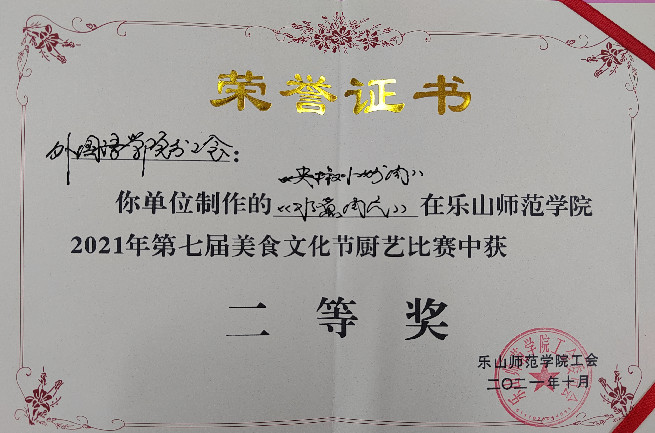 荣誉证书
外国语学院分工会：
你单位制作的 在乐山师范学院
2021年第七届美食文化节厨艺比赛中获
二等奖
乐山师范学院工会
二〇二一年十月